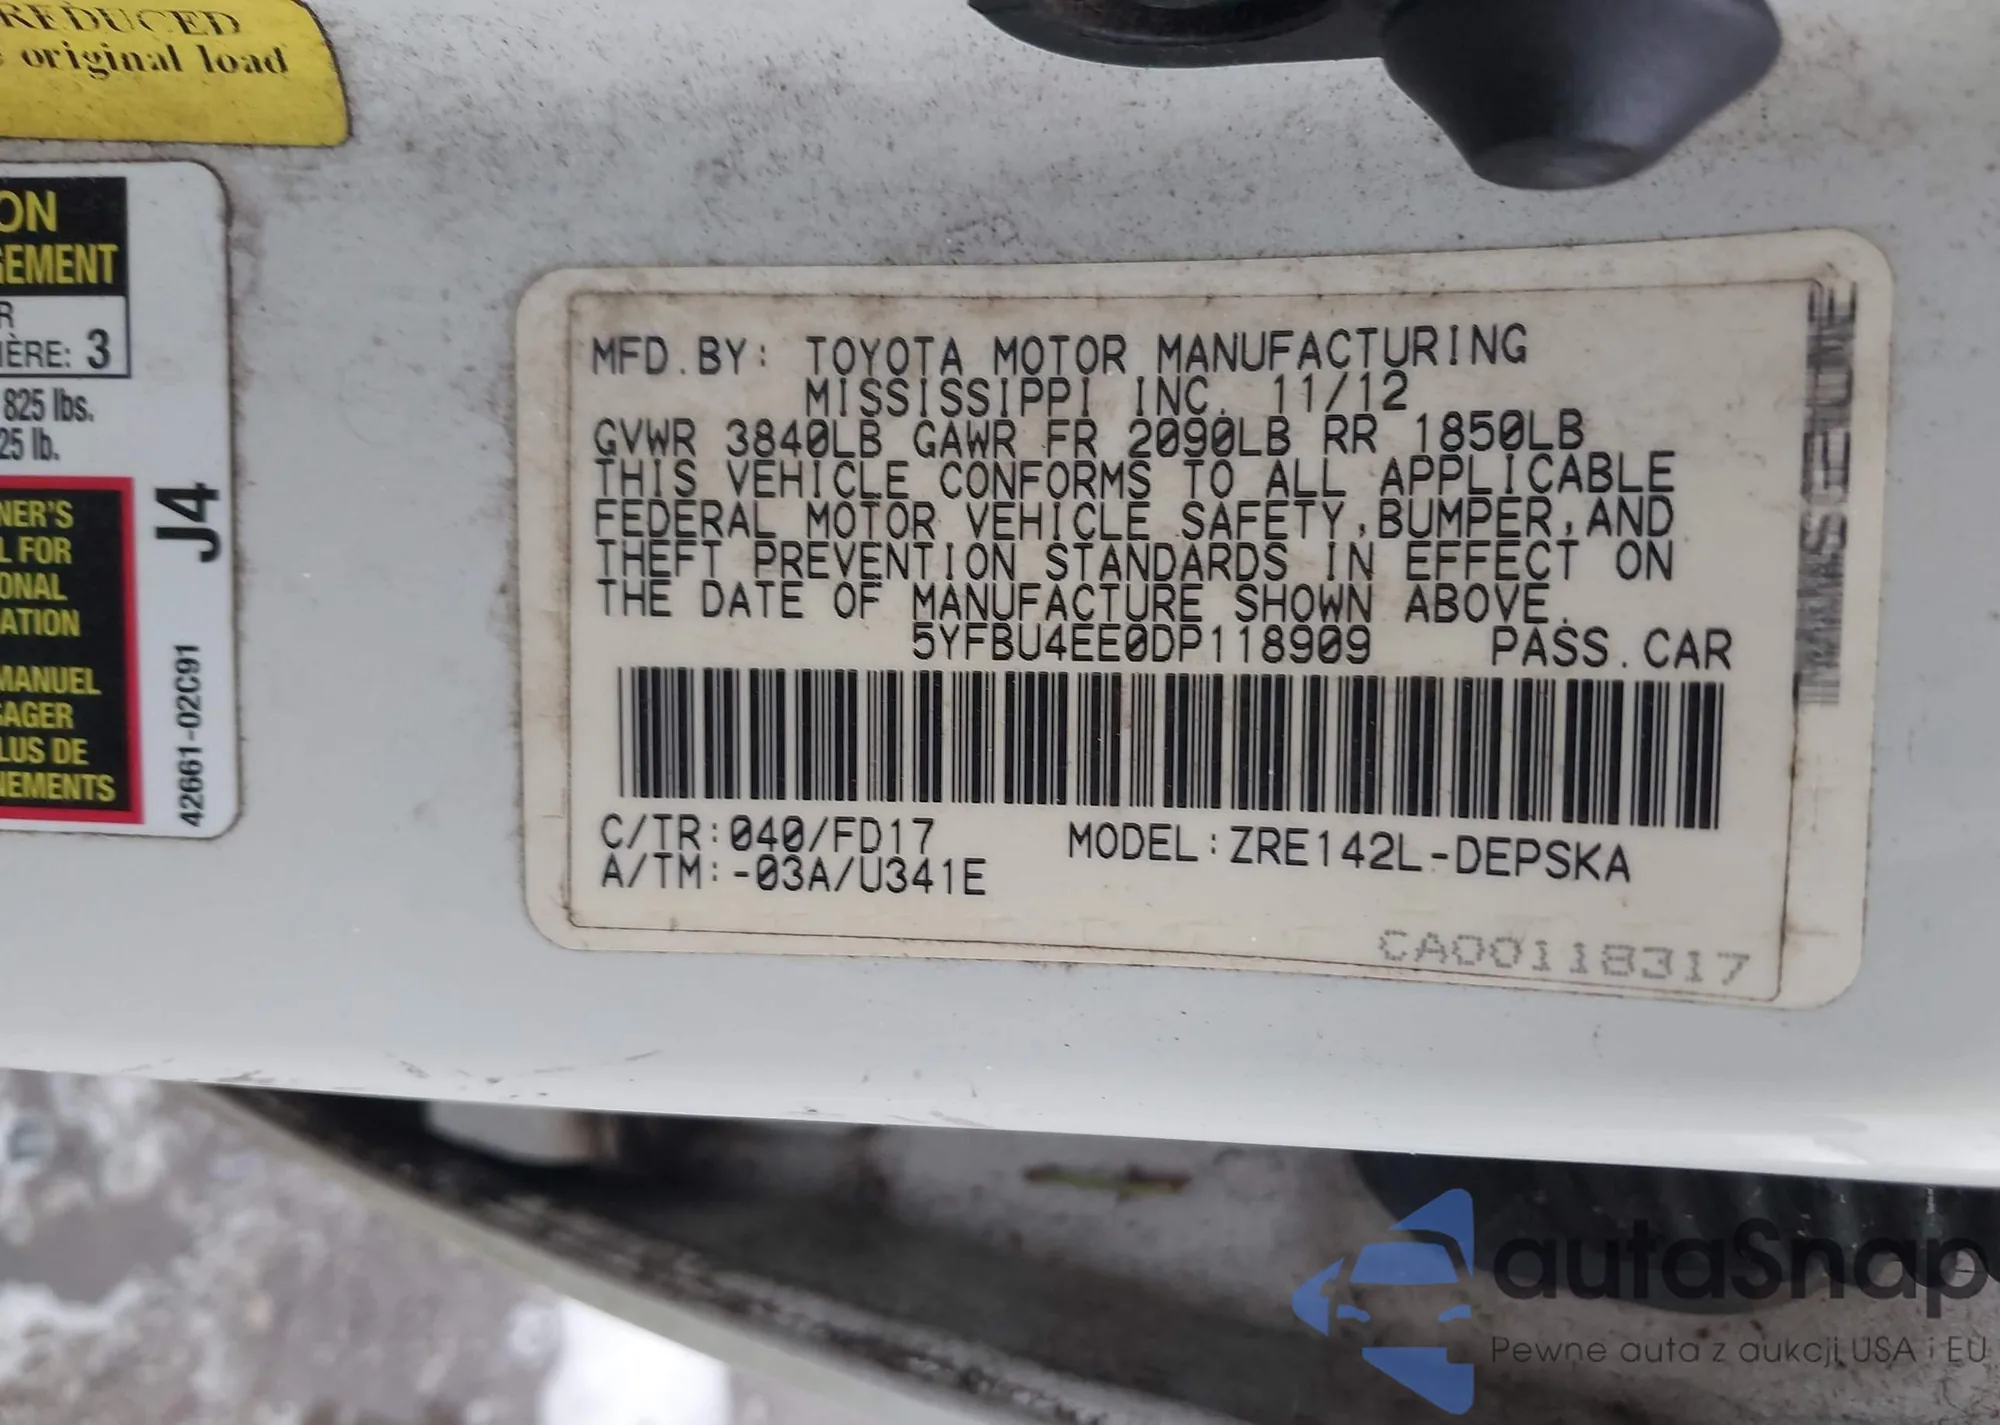 REDUCED
original load
ON
GEMENT
R
IÈRE: 3
825 lbs.
25 lb.
NER'S
L FOR
ONAL
ATION
MANUEL
GAGER
LUS DE
NEMENTS
J4
42661-02C91
MFD.BY: TOYOTA MOTOR MANUFACTURING
MISSISSIPPI INC. 11/12
GVWR 3840LB GAWR FR 2090LB RR 1850LB
THIS VEHICLE CONFORMS TO ALL APPLICABLE
FEDERAL MOTOR VEHICLE SAFETY,BUMPER,AND
THEFT PREVENTION STANDARDS IN EFFECT ON
THE DATE OF MANUFACTURE SHOWN ABOVE.
5YFBU4EE0DP118909 PASS.CAR
C/TR:040/FD17 MODEL:ZRE142L-DEPSKA
A/TM:-03A/U341E
CA00118317
autaSnap
Pewne auta z aukcji USA i EU